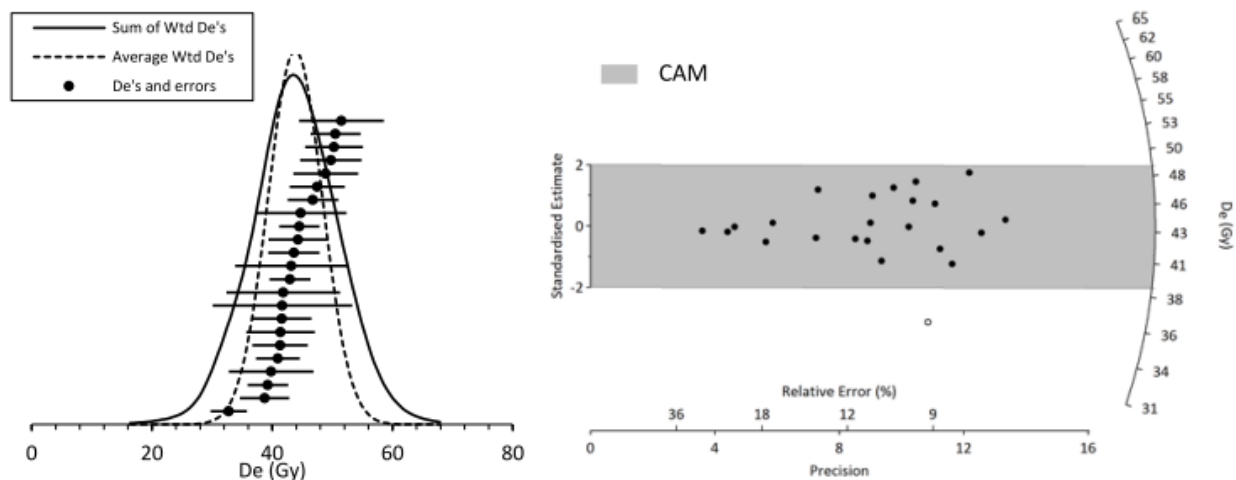 Sum of Wtd De's
Average Wtd De's
De's and errors
0 20 40 60 80
De (Gy)
CAM
Standardised Estimate
2
0
-2
65
62
60
58
55
53
50
48
46
43
41
38
36
34
31
De (Gy)
Relative Error (%)
36 18 12 9
0 4 8 12 16
Precision